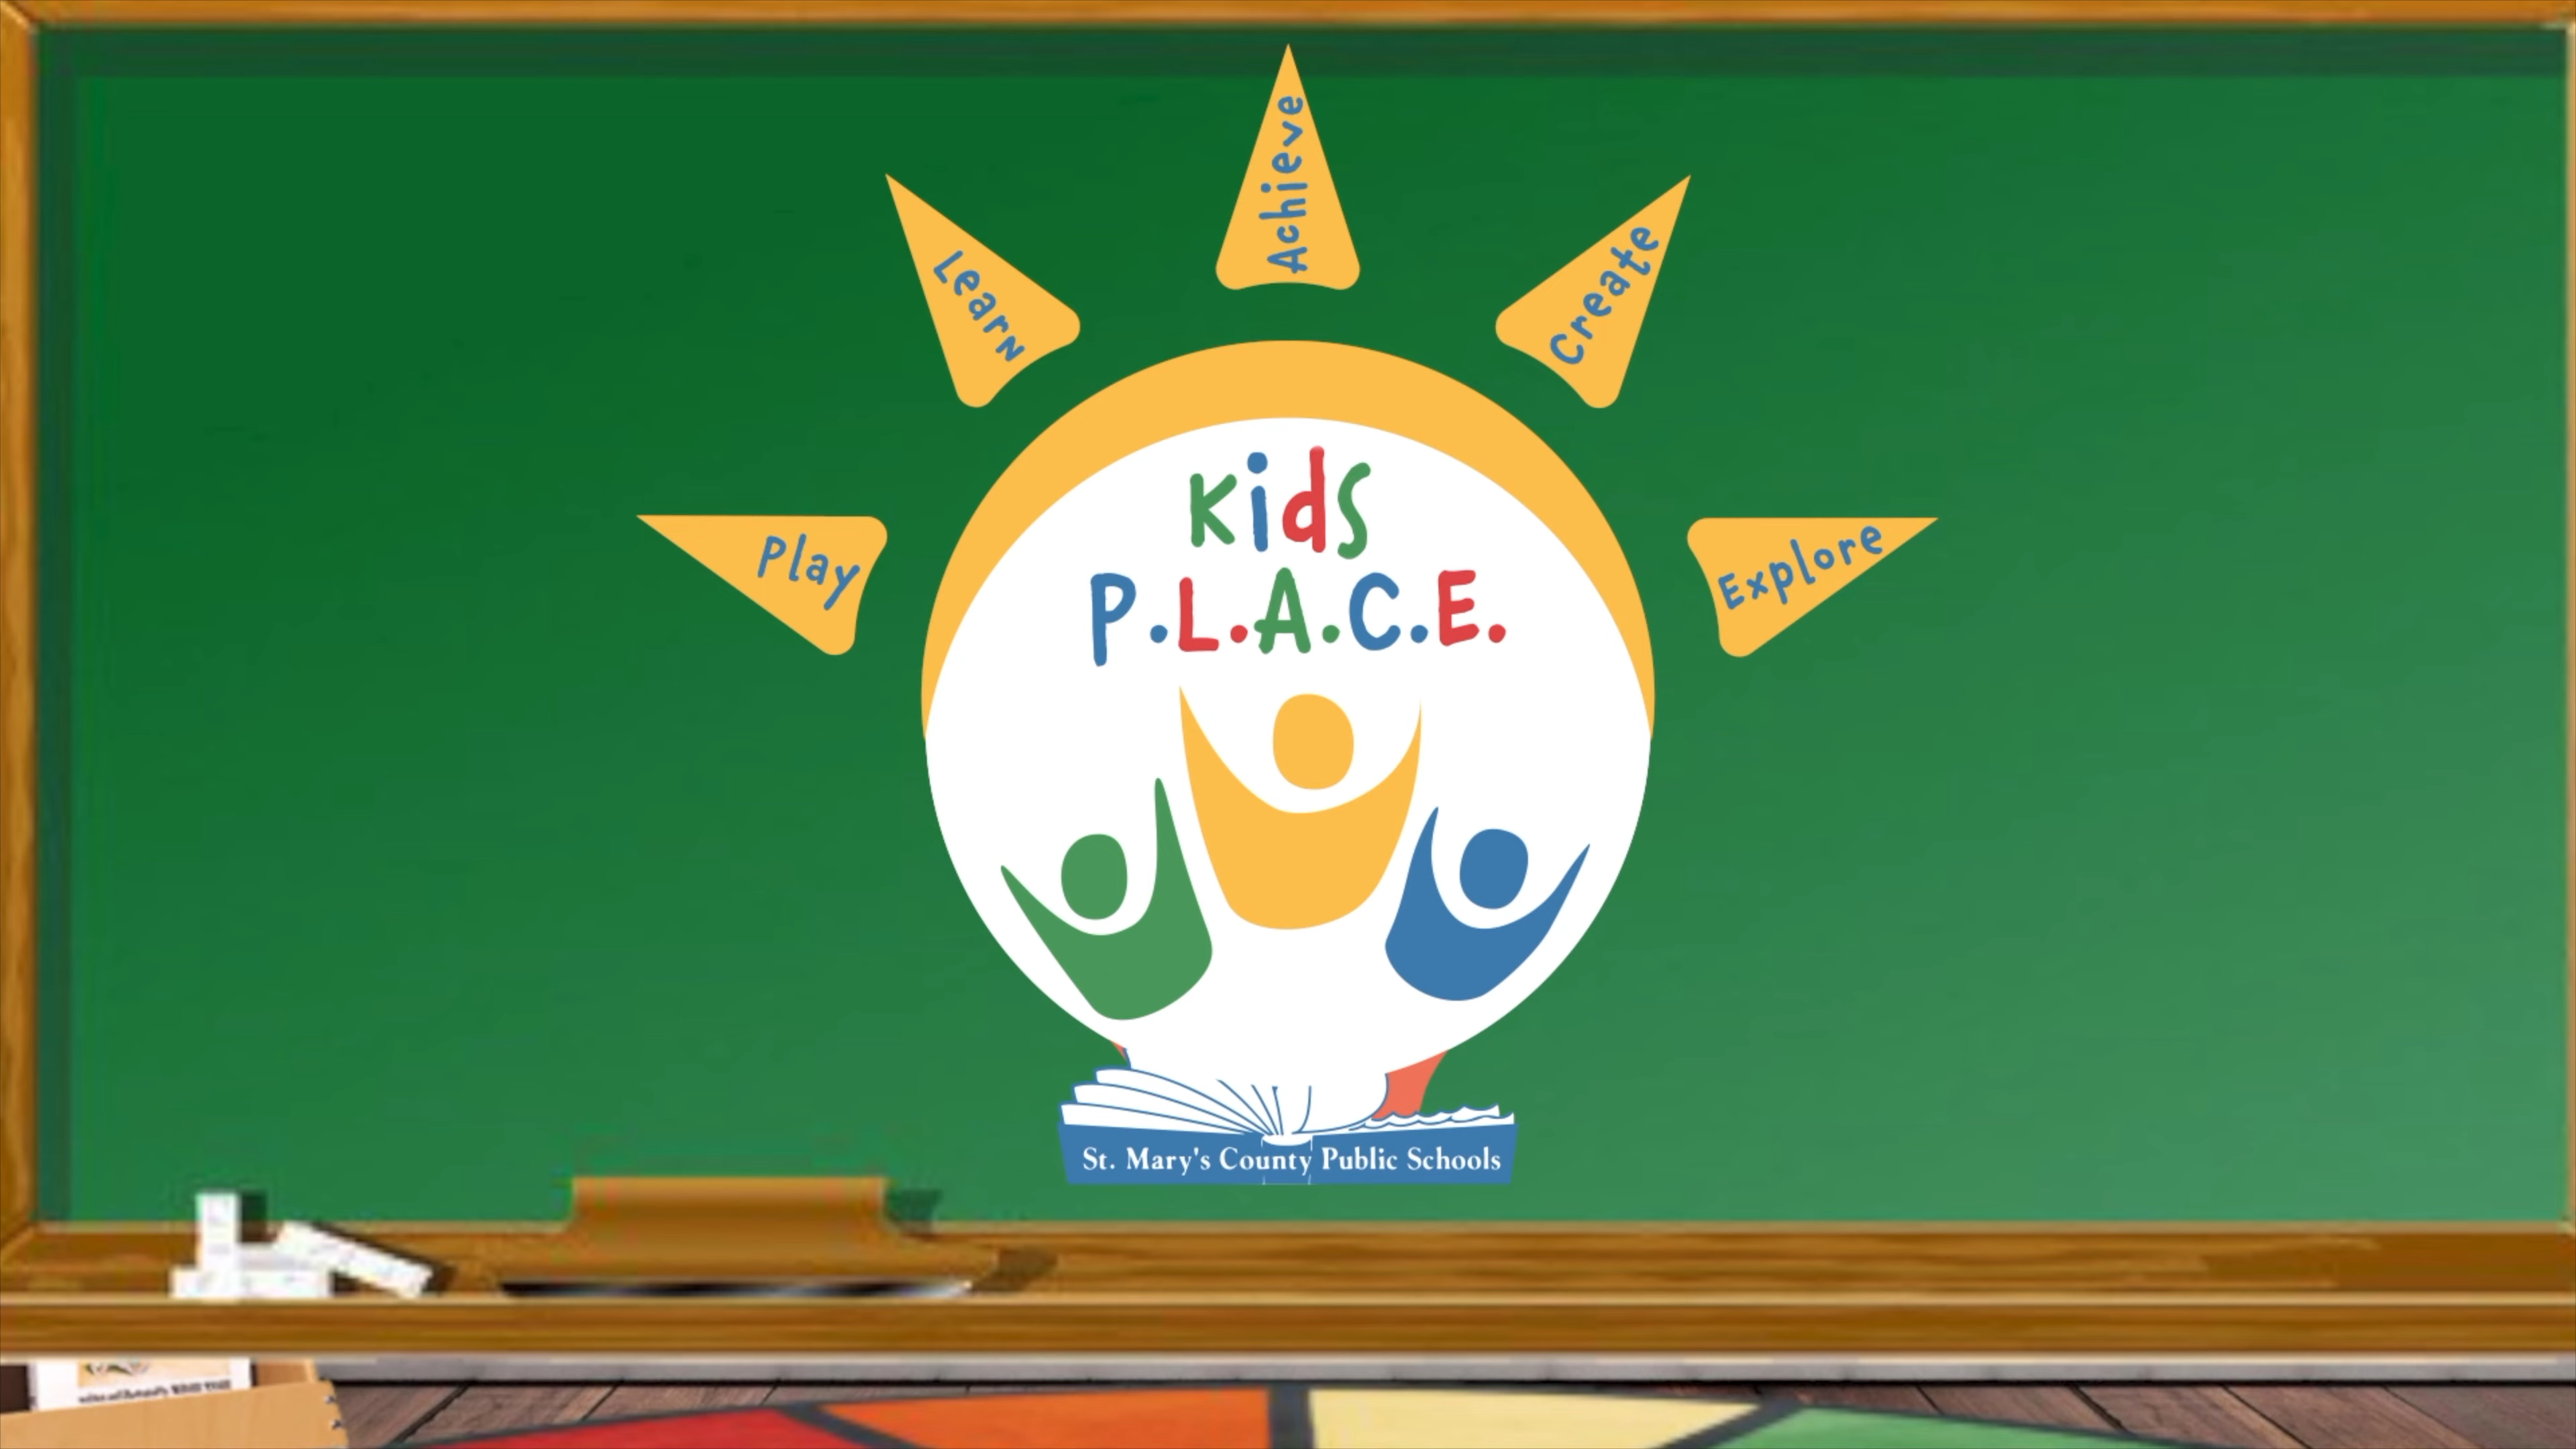 Play
Learn
Achieve
Create
Explore
Kids
P.L.A.C.E.
St. Mary's County Public Schools